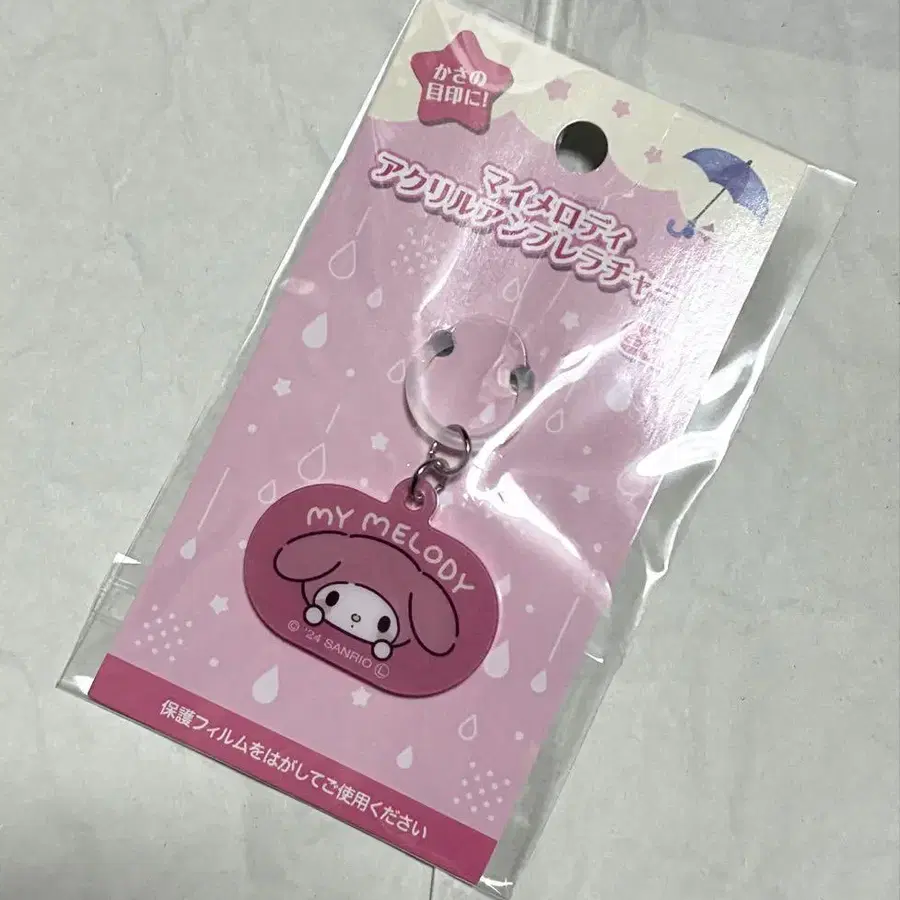 かさの
目印に!
マイメロディ
アクリルアンブレラチャーム
MY MELODY
© '24 SANRIO Ⓛ
保護フィルムをはがしてご使用ください